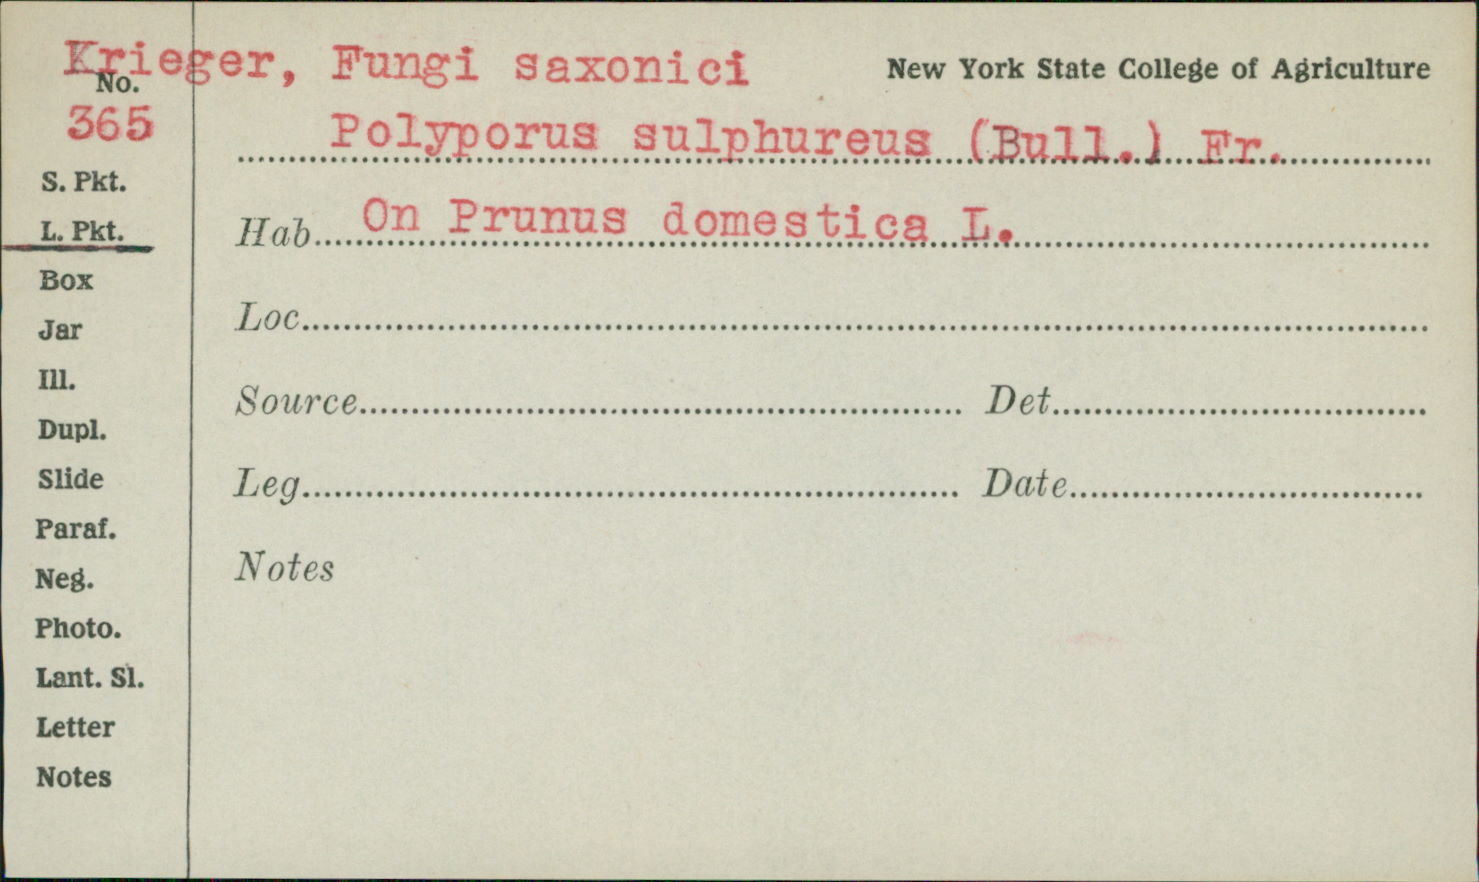 Krieger, Fungi saxonici
New York State College of Agriculture
No.
365
Polyporus sulphureus (Bull.) Fr.
S. Pkt.
L. Pkt.
Hab. On Prunus domestica L.
Box
Loc.
Jar
Ill.
Source Det.
Dupl.
Slide
Leg. Date
Paraf.
Notes
Neg.
Photo.
Lant. Sl.
Letter
Notes